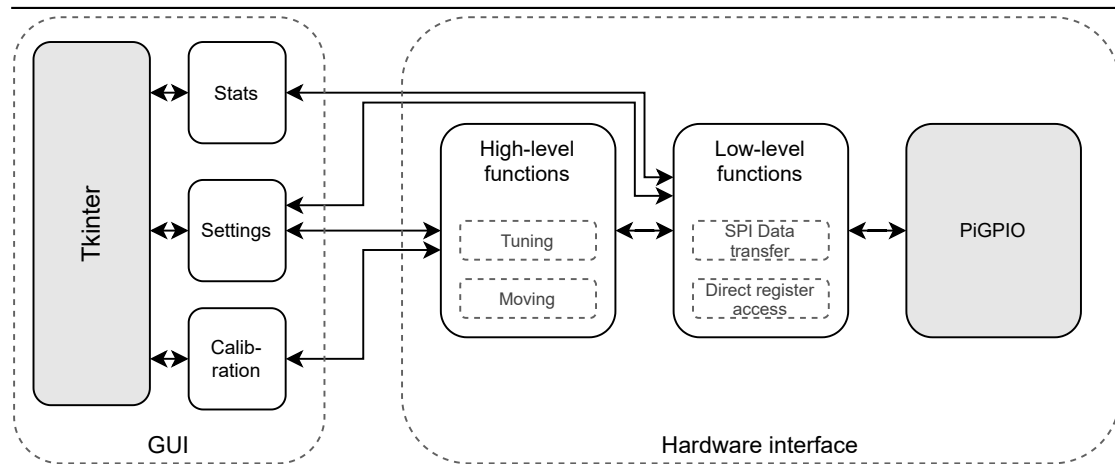 Tkinter
Stats
Settings
Calib-
ration
GUI
High-level
functions
Tuning
Moving
Low-level
functions
SPI Data
transfer
Direct register
access
PiGPIO
Hardware interface